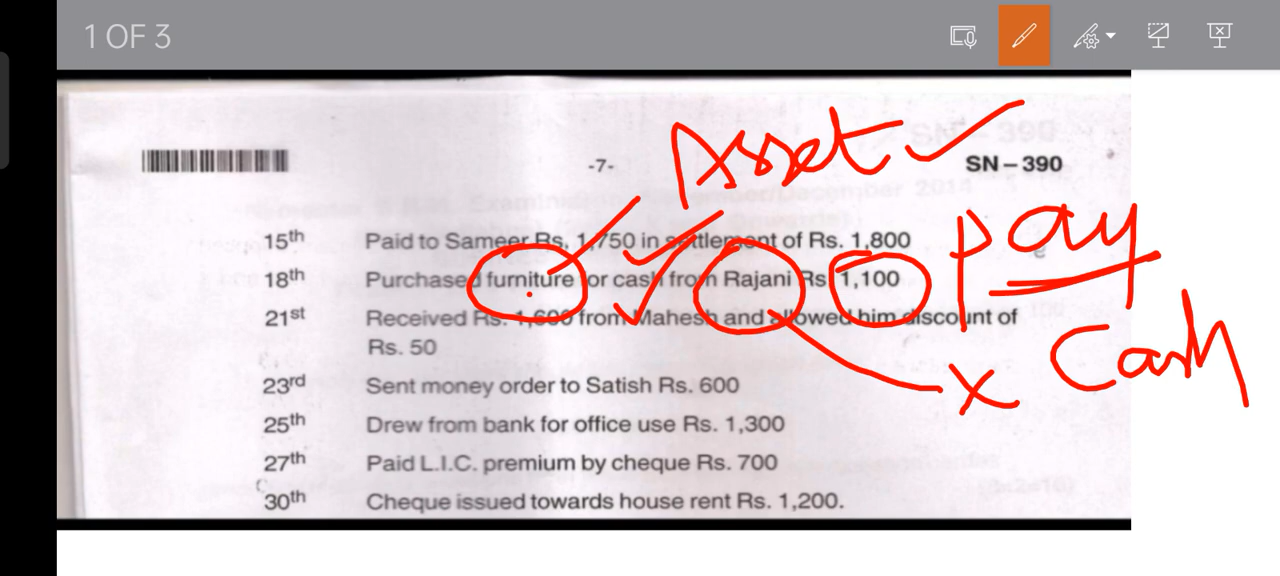 1 OF 3
-7-
SN – 390
Asset
15th Paid to Sameer Rs. 1,750 in settlement of Rs. 1,800
pay
18th Purchased furniture for cash from Rajani Rs. 1,100
21st Received Rs. 1,600 from Mahesh and allowed him discount of
Rs. 50
Cash
23rd Sent money order to Satish Rs. 600
25th Drew from bank for office use Rs. 1,300
27th Paid L.I.C. premium by cheque Rs. 700
30th Cheque issued towards house rent Rs. 1,200.